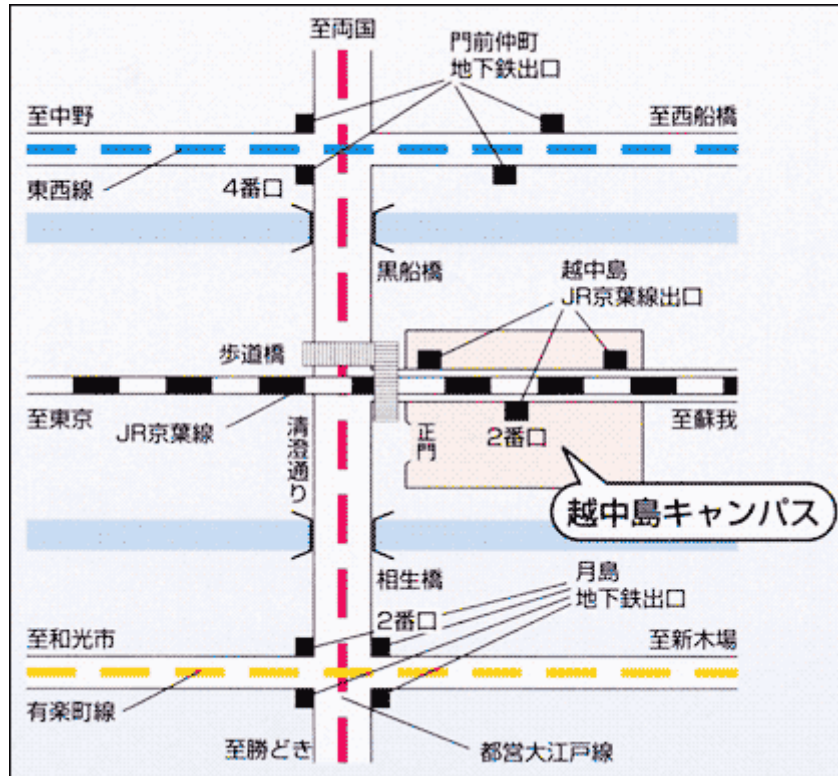 至両国
門前仲町
地下鉄出口
至中野
至西船橋
東西線
4番口
黒船橋
越中島
JR京葉線出口
歩道橋
至東京
JR京葉線
清澄通り
正門
2番口
至蘇我
越中島キャンパス
相生橋
月島
地下鉄出口
2番口
至和光市
至新木場
有楽町線
至勝どき
都営大江戸線